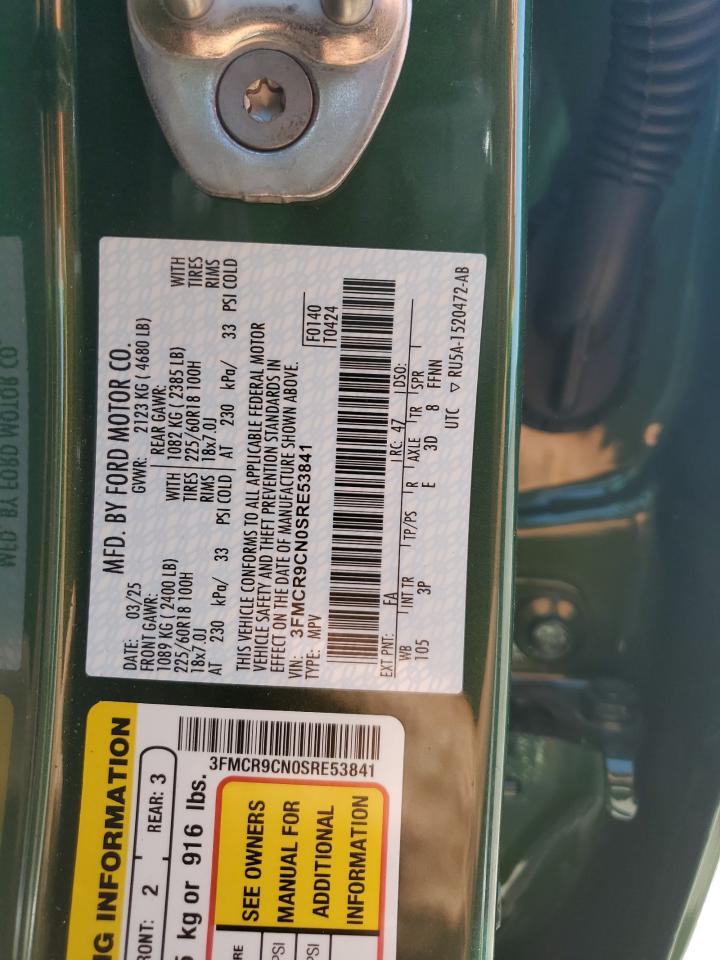 MFD. BY FORD MOTOR CO.
DATE: 03/25 GVWR: 2123 KG ( 4680 LB)
FRONT GAWR: REAR GAWR:
1089 KG ( 2400 LB) WITH 1082 KG ( 2385 LB) WITH
225/60R18 100H TIRES 225/60R18 100H TIRES
18x7.0J RIMS 18x7.0J RIMS
AT 230 kPa/ 33 PSI COLD AT 230 kPa/ 33 PSI COLD
THIS VEHICLE CONFORMS TO ALL APPLICABLE FEDERAL MOTOR
VEHICLE SAFETY AND THEFT PREVENTION STANDARDS IN
EFFECT ON THE DATE OF MANUFACTURE SHOWN ABOVE.
VIN: 3FMCR9CN0SRE53841
TYPE: MPV
F0140
T0424
EXT PNT: EA RC: 47 DSO:
WB INT TR TP/PS R AXLE TR SPR
105 3P E 3D 8 FFNN
UTC ▽ RU5A-1520472-AB
NG INFORMATION
FRONT: 2 REAR: 3
kg or 916 lbs.
3FMCR9CN0SRE53841
SEE OWNERS
MANUAL FOR
ADDITIONAL
INFORMATION
PSI
PSI